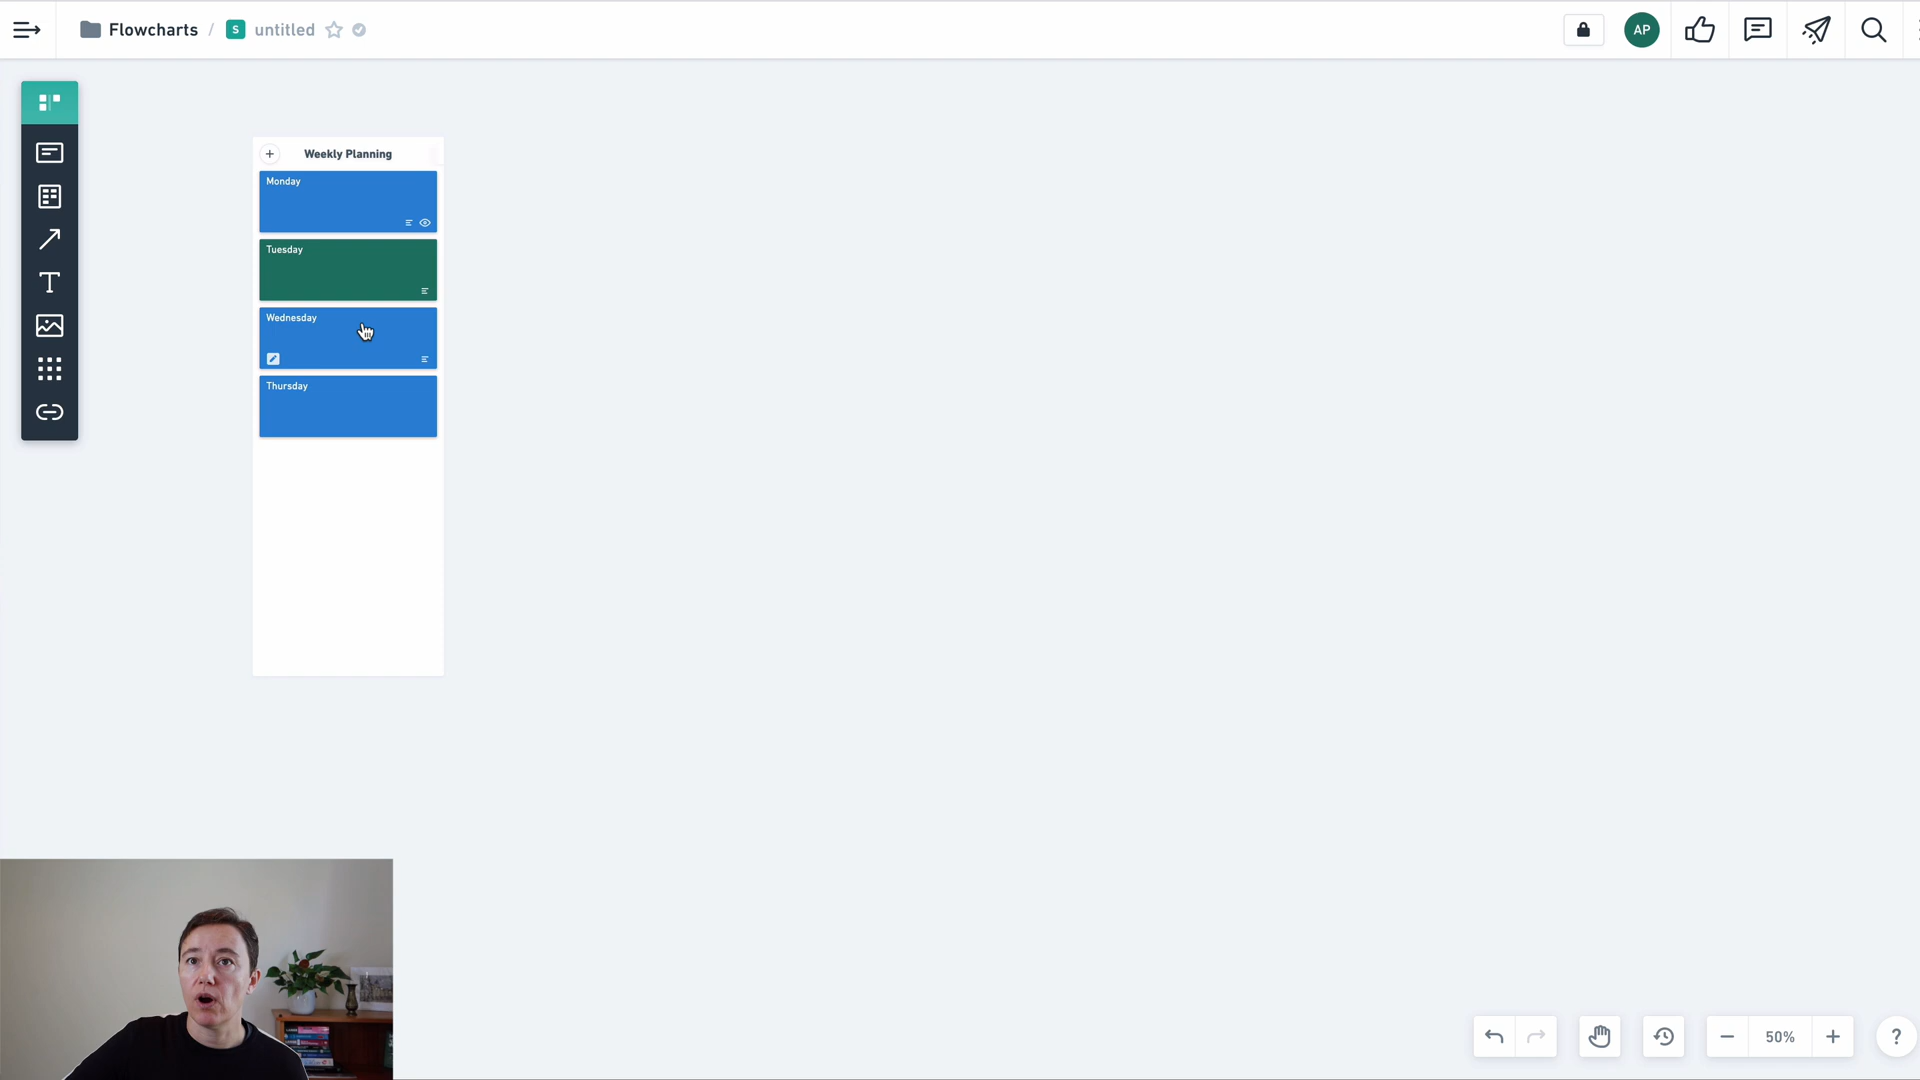 Flowcharts / S untitled
AP
Weekly Planning
Monday
Tuesday
Wednesday
Thursday
50%
?